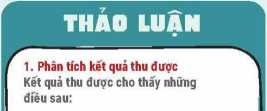 THẢO LUẬN
1. Phân tích kết quả thu được
Kết quả thu được cho thấy những
điều sau: